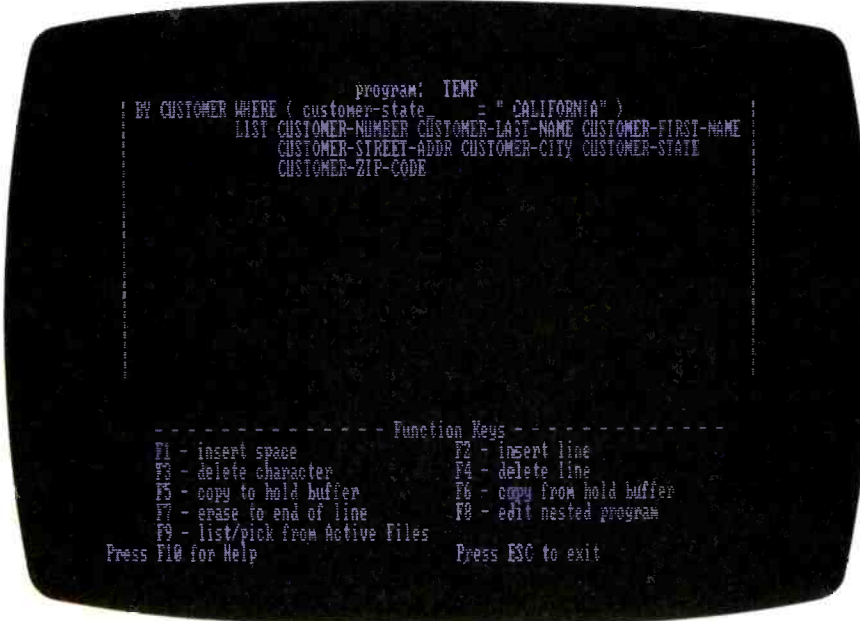 program: TEMP
BY CUSTOMER WHERE ( customer-state_ = " CALIFORNIA" )
LIST CUSTOMER-NUMBER CUSTOMER-LAST-NAME CUSTOMER-FIRST-NAME
CUSTOMER-STREET-ADDR CUSTOMER-CITY CUSTOMER-STATE
CUSTOMER-ZIP-CODE
- - - - - - - - - - - - - - - Function Keys - - - - - - - - - - - - - -
F1 - insert space F2 - insert line
F3 - delete character F4 - delete line
F5 - copy to hold buffer F6 - copy from hold buffer
F7 - erase to end of line F8 - edit nested program
F9 - list/pick from Active Files
Press F10 for Help Press ESC to exit